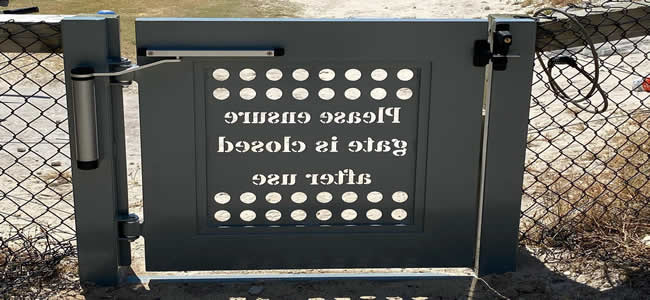 Please ensure
gate is closed
after use